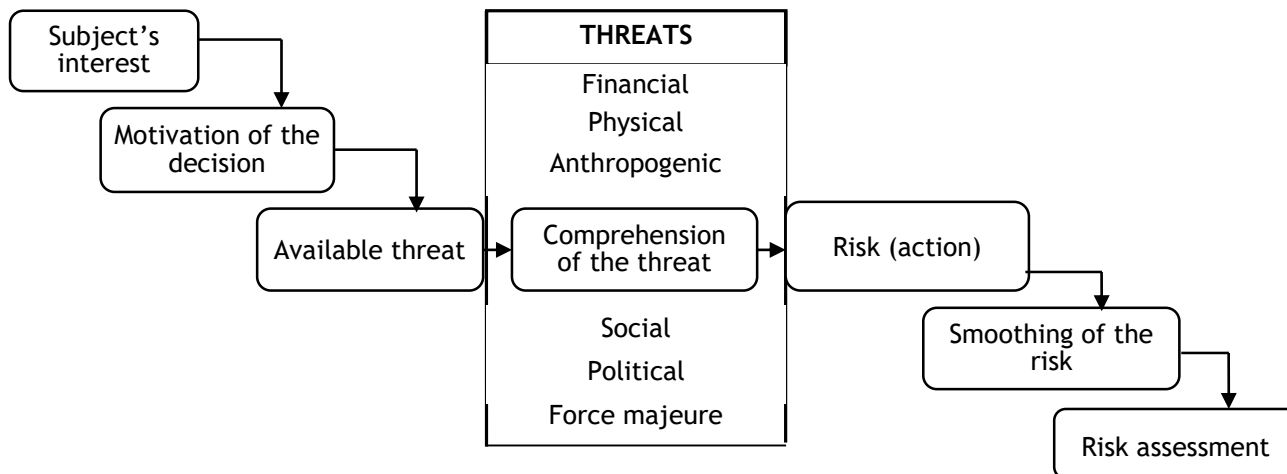 Subject’s
interest
Motivation of the
decision
Available threat
THREATS
Financial
Physical
Anthropogenic
Comprehension
of the threat
Social
Political
Force majeure
Risk (action)
Smoothing of the
risk
Risk assessment